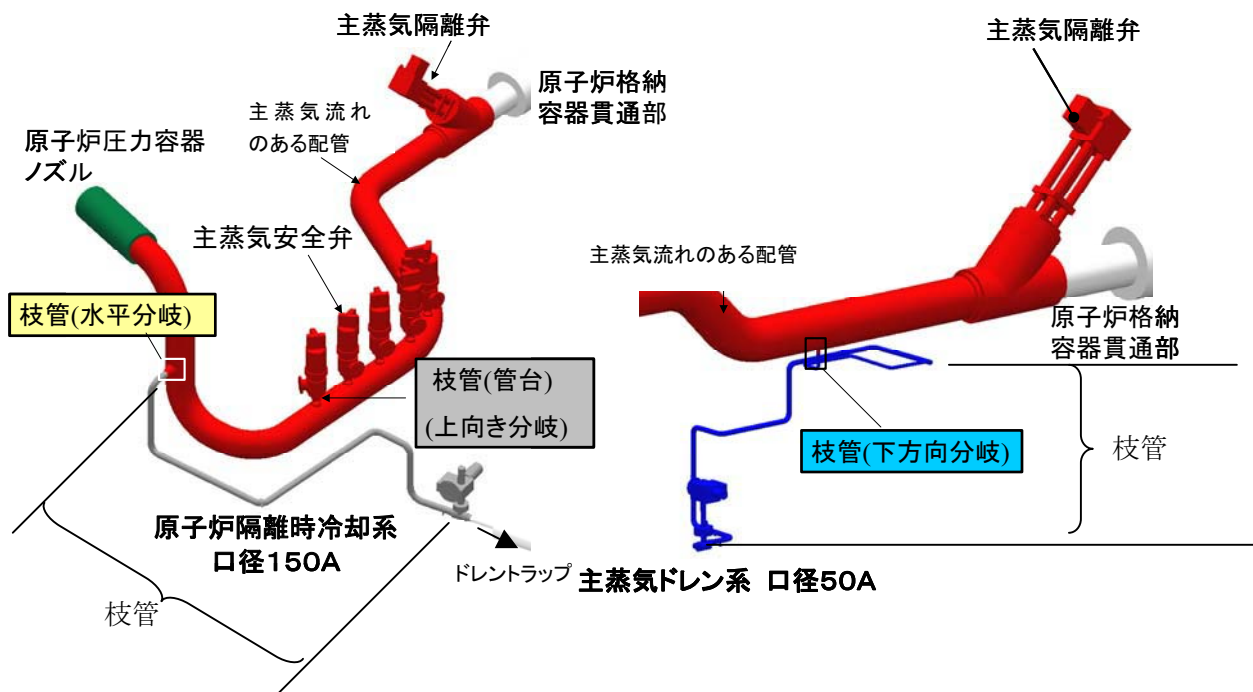 主蒸気隔離弁
原子炉格納
容器貫通部
主蒸気流れ
のある配管
原子炉圧力容器
ノズル
主蒸気安全弁
枝管(水平分岐)
枝管(管台)
(上向き分岐)
原子炉隔離時冷却系
口径150A
ドレントラップ
枝管
主蒸気隔離弁
主蒸気流れのある配管
原子炉格納
容器貫通部
枝管(下方向分岐)
枝管
主蒸気ドレン系 口径50A